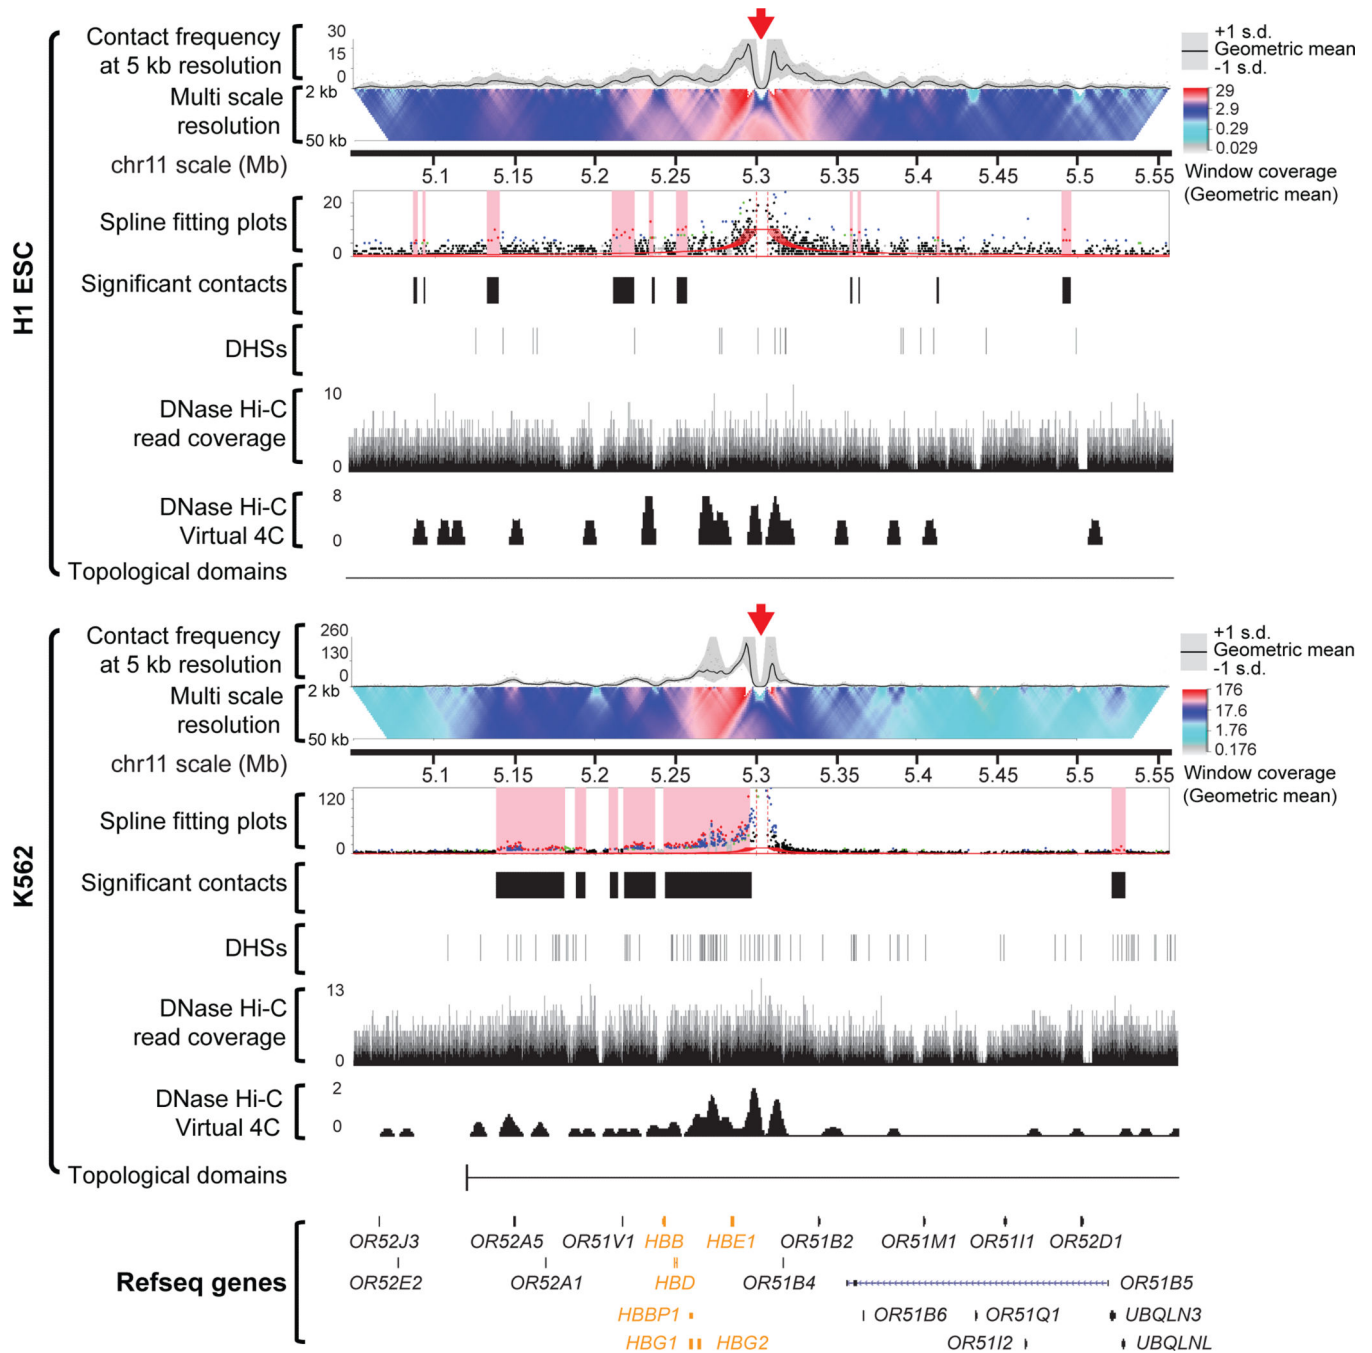 H1 ESC
Contact frequency
at 5 kb resolution
30
15
0
+1 s.d.
Geometric mean
-1 s.d.
Multi scale
resolution
2 kb
50 kb
29
2.9
0.29
0.029
Window coverage
(Geometric mean)
chr11 scale (Mb)
5.1 5.15 5.2 5.25 5.3 5.35 5.4 5.45 5.5 5.55
Spline fitting plots
20
0
Significant contacts
DHSs
DNase Hi-C
read coverage
10
0
DNase Hi-C
Virtual 4C
8
0
Topological domains
K562
Contact frequency
at 5 kb resolution
260
130
0
+1 s.d.
Geometric mean
-1 s.d.
Multi scale
resolution
2 kb
50 kb
176
17.6
1.76
0.176
Window coverage
(Geometric mean)
chr11 scale (Mb)
5.1 5.15 5.2 5.25 5.3 5.35 5.4 5.45 5.5 5.55
Spline fitting plots
120
0
Significant contacts
DHSs
DNase Hi-C
read coverage
13
0
DNase Hi-C
Virtual 4C
2
0
Topological domains
Refseq genes
OR52J3 OR52A5 OR51V1 HBB HBE1 OR51B2 OR51M1 OR51I1 OR52D1
OR52E2 OR52A1 HBD OR51B4 OR51B5
HBBP1 OR51B6 OR51Q1 UBQLN3
HBG1 HBG2 OR51I2 UBQLNL